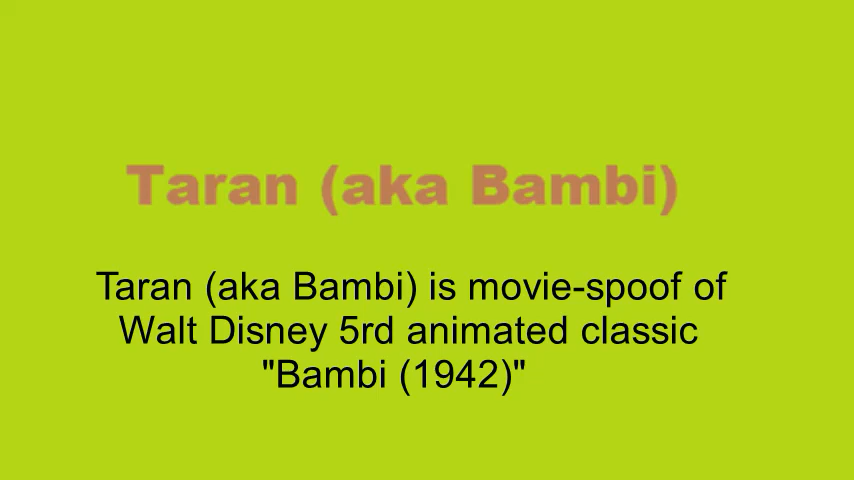 Taran (aka Bambi)
Taran (aka Bambi) is movie-spoof of
Walt Disney 5rd animated classic
"Bambi (1942)"